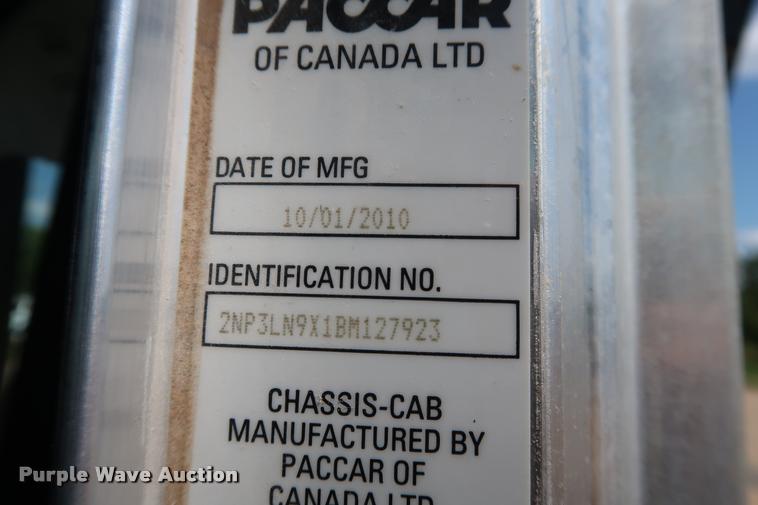 PACCAR
OF CANADA LTD
DATE OF MFG
10/01/2010
IDENTIFICATION NO.
2NP3LN9X1BM127923
CHASSIS-CAB
MANUFACTURED BY
PACCAR OF
CANADA LTD
Purple Wave Auction